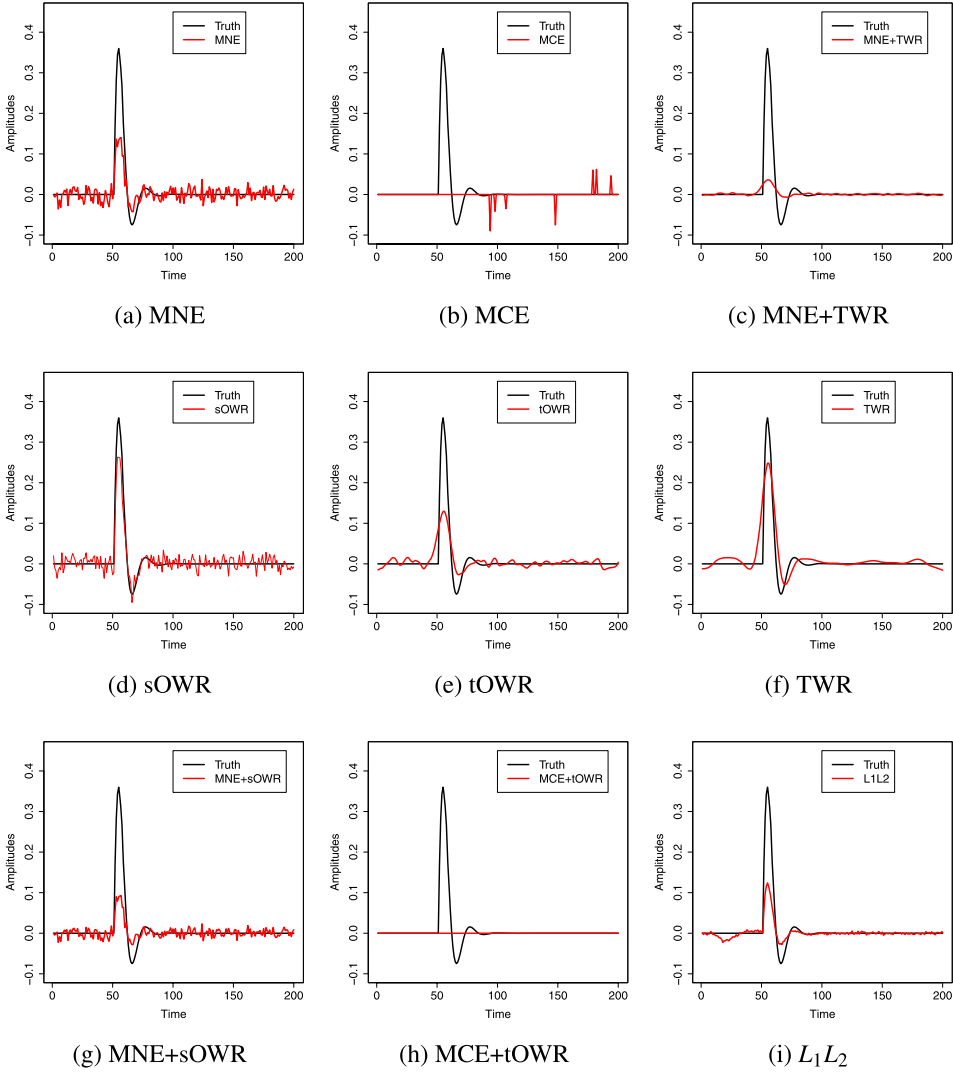 Truth
MNE
Amplitudes
-0.1 0.0 0.1 0.2 0.3 0.4
0 50 100 150 200
Time
(a) MNE
Truth
MCE
Amplitudes
-0.1 0.0 0.1 0.2 0.3 0.4
0 50 100 150 200
Time
(b) MCE
Truth
MNE+TWR
Amplitudes
-0.1 0.0 0.1 0.2 0.3 0.4
0 50 100 150 200
Time
(c) MNE+TWR
Truth
sOWR
Amplitudes
-0.1 0.0 0.1 0.2 0.3 0.4
0 50 100 150 200
Time
(d) sOWR
Truth
tOWR
Amplitudes
-0.1 0.0 0.1 0.2 0.3 0.4
0 50 100 150 200
Time
(e) tOWR
Truth
TWR
Amplitudes
-0.1 0.0 0.1 0.2 0.3 0.4
0 50 100 150 200
Time
(f) TWR
Truth
MNE+sOWR
Amplitudes
-0.1 0.0 0.1 0.2 0.3 0.4
0 50 100 150 200
Time
(g) MNE+sOWR
Truth
MCE+tOWR
Amplitudes
-0.1 0.0 0.1 0.2 0.3 0.4
0 50 100 150 200
Time
(h) MCE+tOWR
Truth
L1L2
Amplitudes
-0.1 0.0 0.1 0.2 0.3 0.4
0 50 100 150 200
Time
(i) L₁L₂